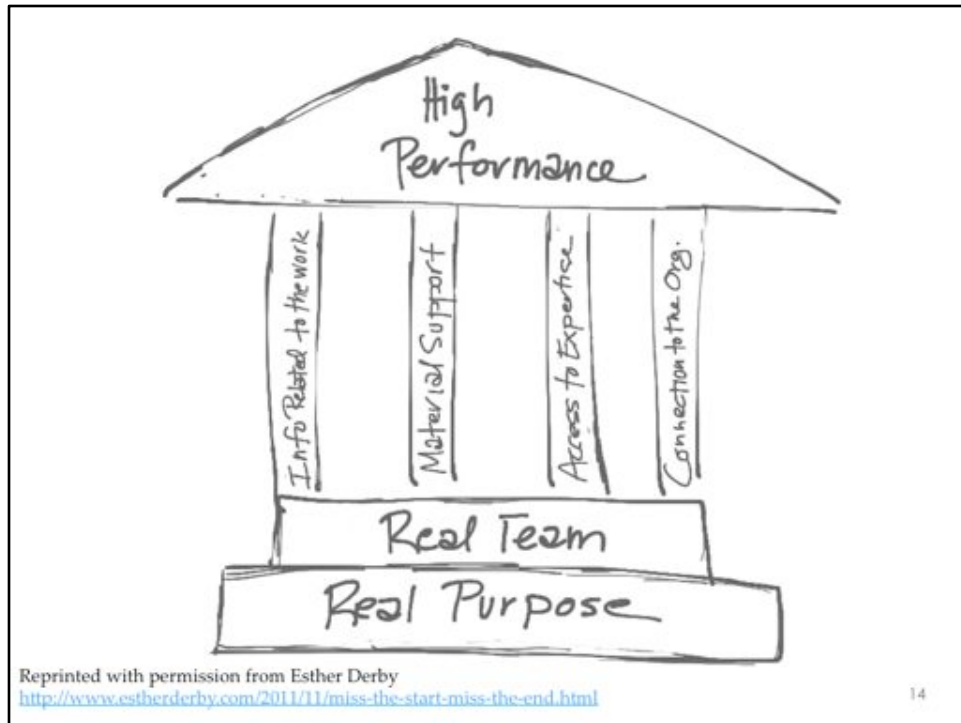 High
Performance
Info Related to the work
Material Support
Access to Expertise
Connection to the Org.
Real Team
Real Purpose
Reprinted with permission from Esther Derby
http://www.estherderby.com/2011/11/miss-the-start-miss-the-end.html
14